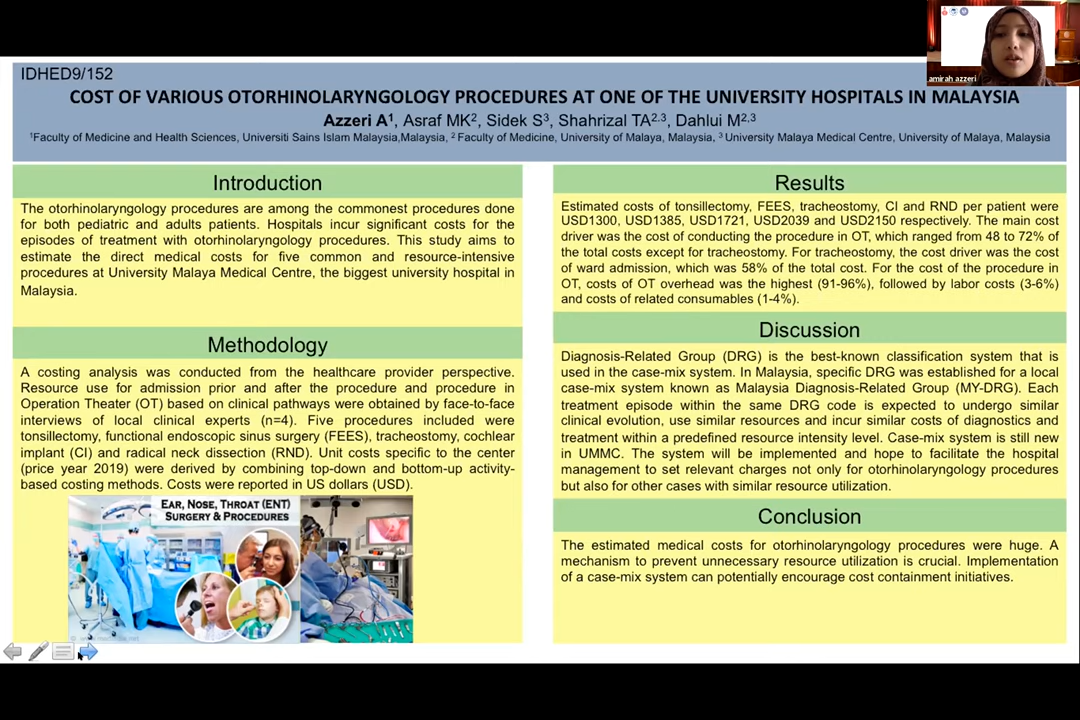 amirah azzeri
IDHED9/152
COST OF VARIOUS OTORHINOLARYNGOLOGY PROCEDURES AT ONE OF THE UNIVERSITY HOSPITALS IN MALAYSIA
Azzeri A1, Asraf MK2, Sidek S3, Shahrizal TA2.3, Dahlui M2,3
1Faculty of Medicine and Health Sciences, Universiti Sains Islam Malaysia,Malaysia, 2 Faculty of Medicine, University of Malaya, Malaysia, 3 University Malaya Medical Centre, University of Malaya, Malaysia
Introduction
The otorhinolaryngology procedures are among the commonest procedures done
for both pediatric and adults patients. Hospitals incur significant costs for the
episodes of treatment with otorhinolaryngology procedures. This study aims to
estimate the direct medical costs for five common and resource-intensive
procedures at University Malaya Medical Centre, the biggest university hospital in
Malaysia.
Methodology
A costing analysis was conducted from the healthcare provider perspective.
Resource use for admission prior and after the procedure and procedure in
Operation Theater (OT) based on clinical pathways were obtained by face-to-face
interviews of local clinical experts (n=4). Five procedures included were
tonsillectomy, functional endoscopic sinus surgery (FEES), tracheostomy, cochlear
implant (CI) and radical neck dissection (RND). Unit costs specific to the center
(price year 2019) were derived by combining top-down and bottom-up activity-
based costing methods. Costs were reported in US dollars (USD).
EAR, NOSE, THROAT (ENT)
SURGERY & PROCEDURES
Results
Estimated costs of tonsillectomy, FEES, tracheostomy, CI and RND per patient were
USD1300, USD1385, USD1721, USD2039 and USD2150 respectively. The main cost
driver was the cost of conducting the procedure in OT, which ranged from 48 to 72% of
the total costs except for tracheostomy. For tracheostomy, the cost driver was the cost
of ward admission, which was 58% of the total cost. For the cost of the procedure in
OT, costs of OT overhead was the highest (91-96%), followed by labor costs (3-6%)
and costs of related consumables (1-4%).
Discussion
Diagnosis-Related Group (DRG) is the best-known classification system that is
used in the case-mix system. In Malaysia, specific DRG was established for a local
case-mix system known as Malaysia Diagnosis-Related Group (MY-DRG). Each
treatment episode within the same DRG code is expected to undergo similar
clinical evolution, use similar resources and incur similar costs of diagnostics and
treatment within a predefined resource intensity level. Case-mix system is still new
in UMMC. The system will be implemented and hope to facilitate the hospital
management to set relevant charges not only for otorhinolaryngology procedures
but also for other cases with similar resource utilization.
Conclusion
The estimated medical costs for otorhinolaryngology procedures were huge. A
mechanism to prevent unnecessary resource utilization is crucial. Implementation
of a case-mix system can potentially encourage cost containment initiatives.